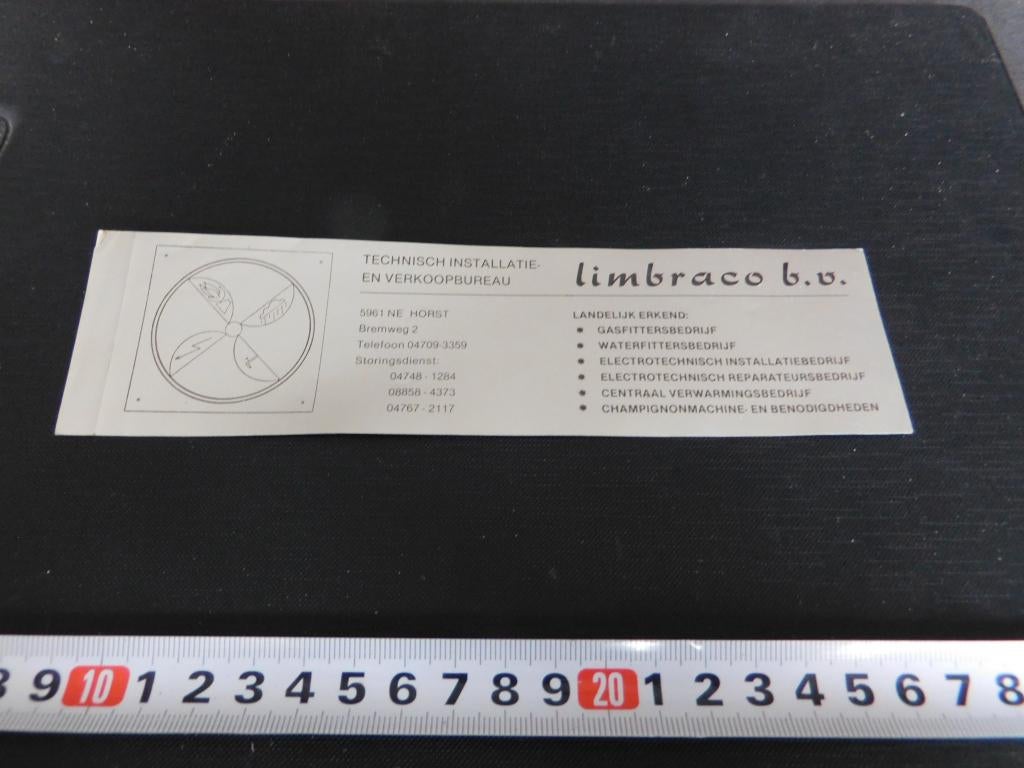 TECHNISCH INSTALLATIE-
EN VERKOOPBUREAU
limbraco b.v.
5961 NE HORST
Bremweg 2
Telefoon 04709-3359
Storingsdienst:
04748 - 1284
08858 - 4373
04767 - 2117
LANDELIJK ERKEND:
• GASFITTERSBEDRIJF
• WATERFITTERSBEDRIJF
• ELECTROTECHNISCH INSTALLATIEBEDRIJF
• ELECTROTECHNISCH REPARATEURSBEDRIJF
• CENTRAAL VERWARMINGSBEDRIJF
• CHAMPIGNONMACHINE- EN BENODIGDHEDEN
9 10 1 2 3 4 5 6 7 8 9 20 1 2 3 4 5 6 7 8